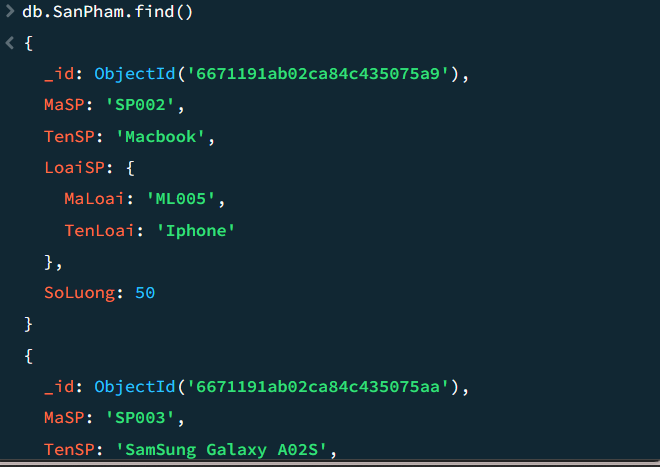 > db.SanPham.find()
< {
_id: ObjectId('6671191ab02ca84c435075a9'),
MaSP: 'SP002',
TenSP: 'Macbook',
LoaiSP: {
MaLoai: 'ML005',
TenLoai: 'Iphone'
},
SoLuong: 50
}
{
_id: ObjectId('6671191ab02ca84c435075aa'),
MaSP: 'SP003',
TenSP: 'SamSung Galaxy A02S',